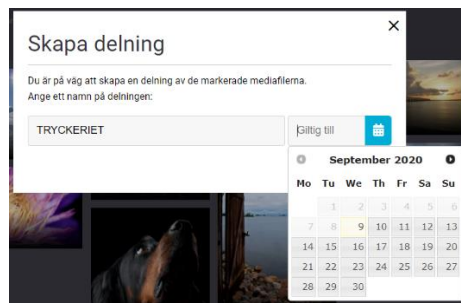 Skapa delning
Du är på väg att skapa en delning av de markerade mediafilerna.
Ange ett namn på delningen:
TRYCKERIET
Giltig till
September 2020
Mo Tu We Th Fr Sa Su
1 2 3 4 5 6
7 8 9 10 11 12 13
14 15 16 17 18 19 20
21 22 23 24 25 26 27
28 29 30